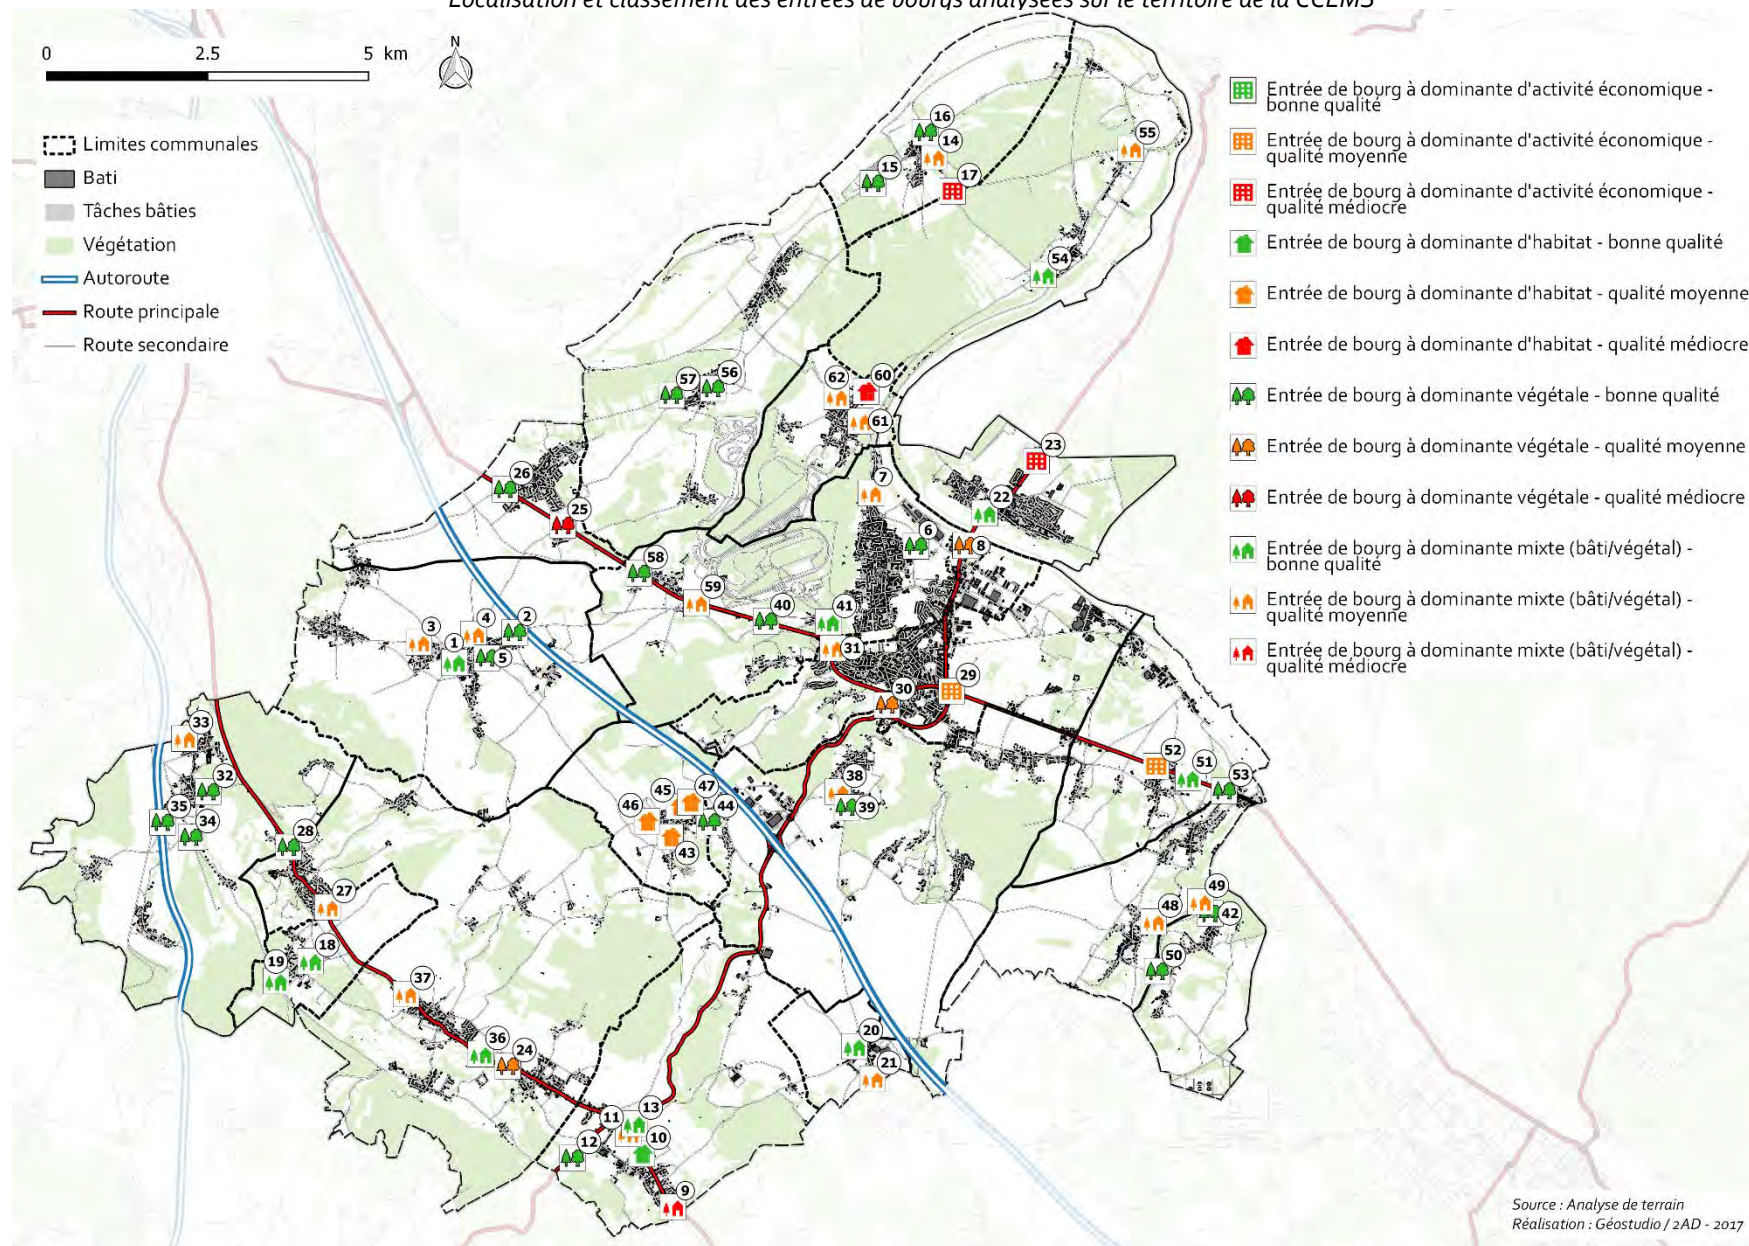 Localisation et classement des entrées de bourgs analysées sur le territoire de la CCEMS
0 2.5 5 km
N
Limites communales
Bati
Tâches bâties
Végétation
Autoroute
Route principale
Route secondaire
Entrée de bourg à dominante d'activité économique -
bonne qualité
Entrée de bourg à dominante d'activité économique -
qualité moyenne
Entrée de bourg à dominante d'activité économique -
qualité médiocre
Entrée de bourg à dominante d'habitat - bonne qualité
Entrée de bourg à dominante d'habitat - qualité moyenne
Entrée de bourg à dominante d'habitat - qualité médiocre
Entrée de bourg à dominante végétale - bonne qualité
Entrée de bourg à dominante végétale - qualité moyenne
Entrée de bourg à dominante végétale - qualité médiocre
Entrée de bourg à dominante mixte (bâti/végétal) -
bonne qualité
Entrée de bourg à dominante mixte (bâti/végétal) -
qualité moyenne
Entrée de bourg à dominante mixte (bâti/végétal) -
qualité médiocre
16
14
55
15
17
54
57
56
62
60
61
23
26
7
22
25
6
8
58
59
40
41
31
3
4
2
1
5
30
29
33
32
35
34
28
27
18
19
37
36
24
46
45
47
44
43
38
39
52
51
53
49
48
42
50
20
21
13
11
12
10
9
Source : Analyse de terrain
Réalisation : Géostudio / 2AD - 2017